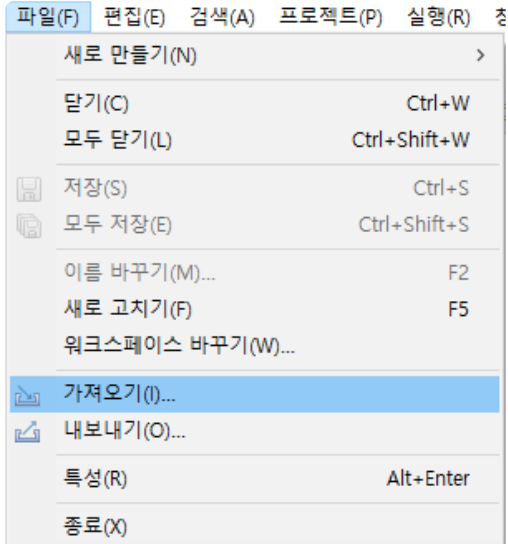 파일(F) 편집(E) 검색(A) 프로젝트(P) 실행(R)
새로 만들기(N) >
닫기(C) Ctrl+W
모두 닫기(L) Ctrl+Shift+W
저장(S) Ctrl+S
모두 저장(E) Ctrl+Shift+S
이름 바꾸기(M)... F2
새로 고치기(F) F5
워크스페이스 바꾸기(W)...
가져오기(I)...
내보내기(O)...
특성(R) Alt+Enter
종료(X)